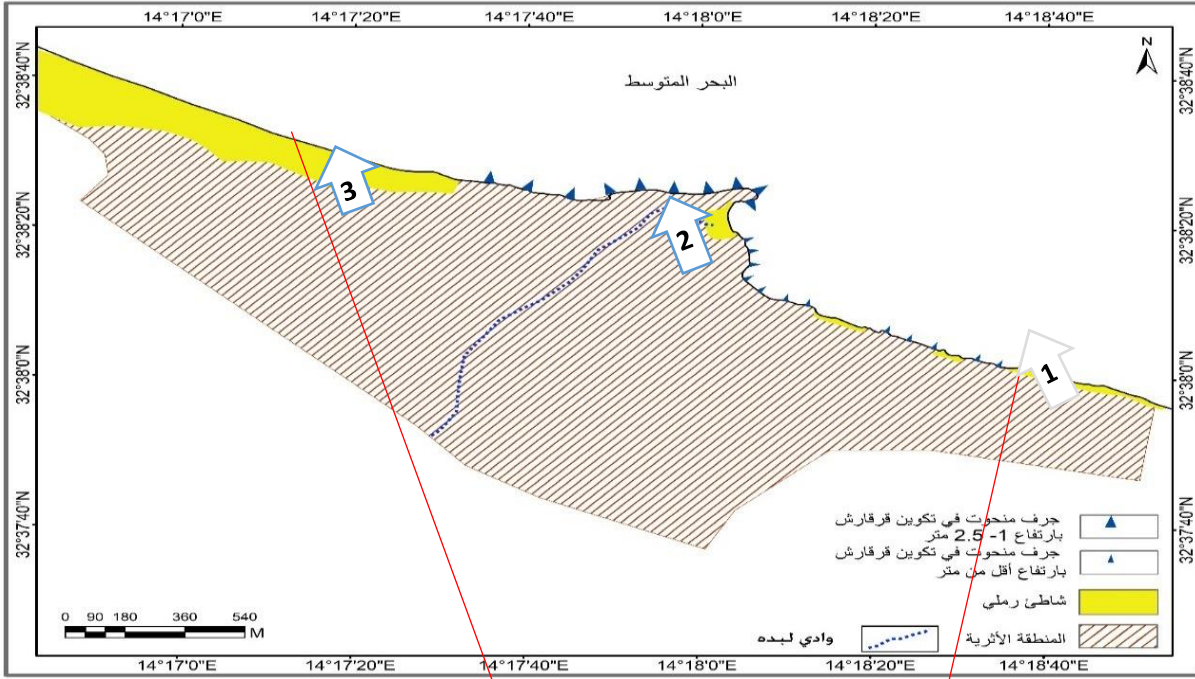 14°17'0"E 14°17'20"E 14°17'40"E 14°18'0"E 14°18'20"E 14°18'40"E
N
البحر المتوسط
32°38'40"N 32°38'40"N
3
2
32°38'20"N 32°38'20"N
1
32°38'0"N 32°38'0"N
جرف منحوت في تكوين قرقارش
بارتفاع 1- 2.5 متر
32°37'40"N 32°37'40"N
جرف منحوت في تكوين قرقارش
بارتفاع أقل من متر
شاطئ رملي
المنطقة الأثرية
وادي لبده
0 90 180 360 540
M
14°17'0"E 14°17'20"E 14°17'40"E 14°18'0"E 14°18'20"E 14°18'40"E